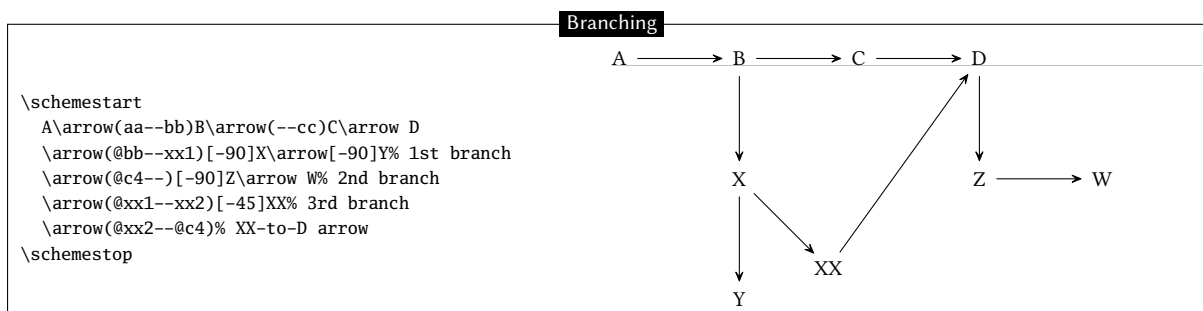 Branching
\schemestart
A\arrow(aa--bb)B\arrow(--cc)C\arrow D
\arrow(@bb--xx1)[-90]X\arrow[-90]Y% 1st branch
\arrow(@c4--)[-90]Z\arrow W% 2nd branch
\arrow(@xx1--xx2)[-45]XX% 3rd branch
\arrow(@xx2--@c4)% XX-to-D arrow
\schemestop
A B C D
X Z W
XX
Y